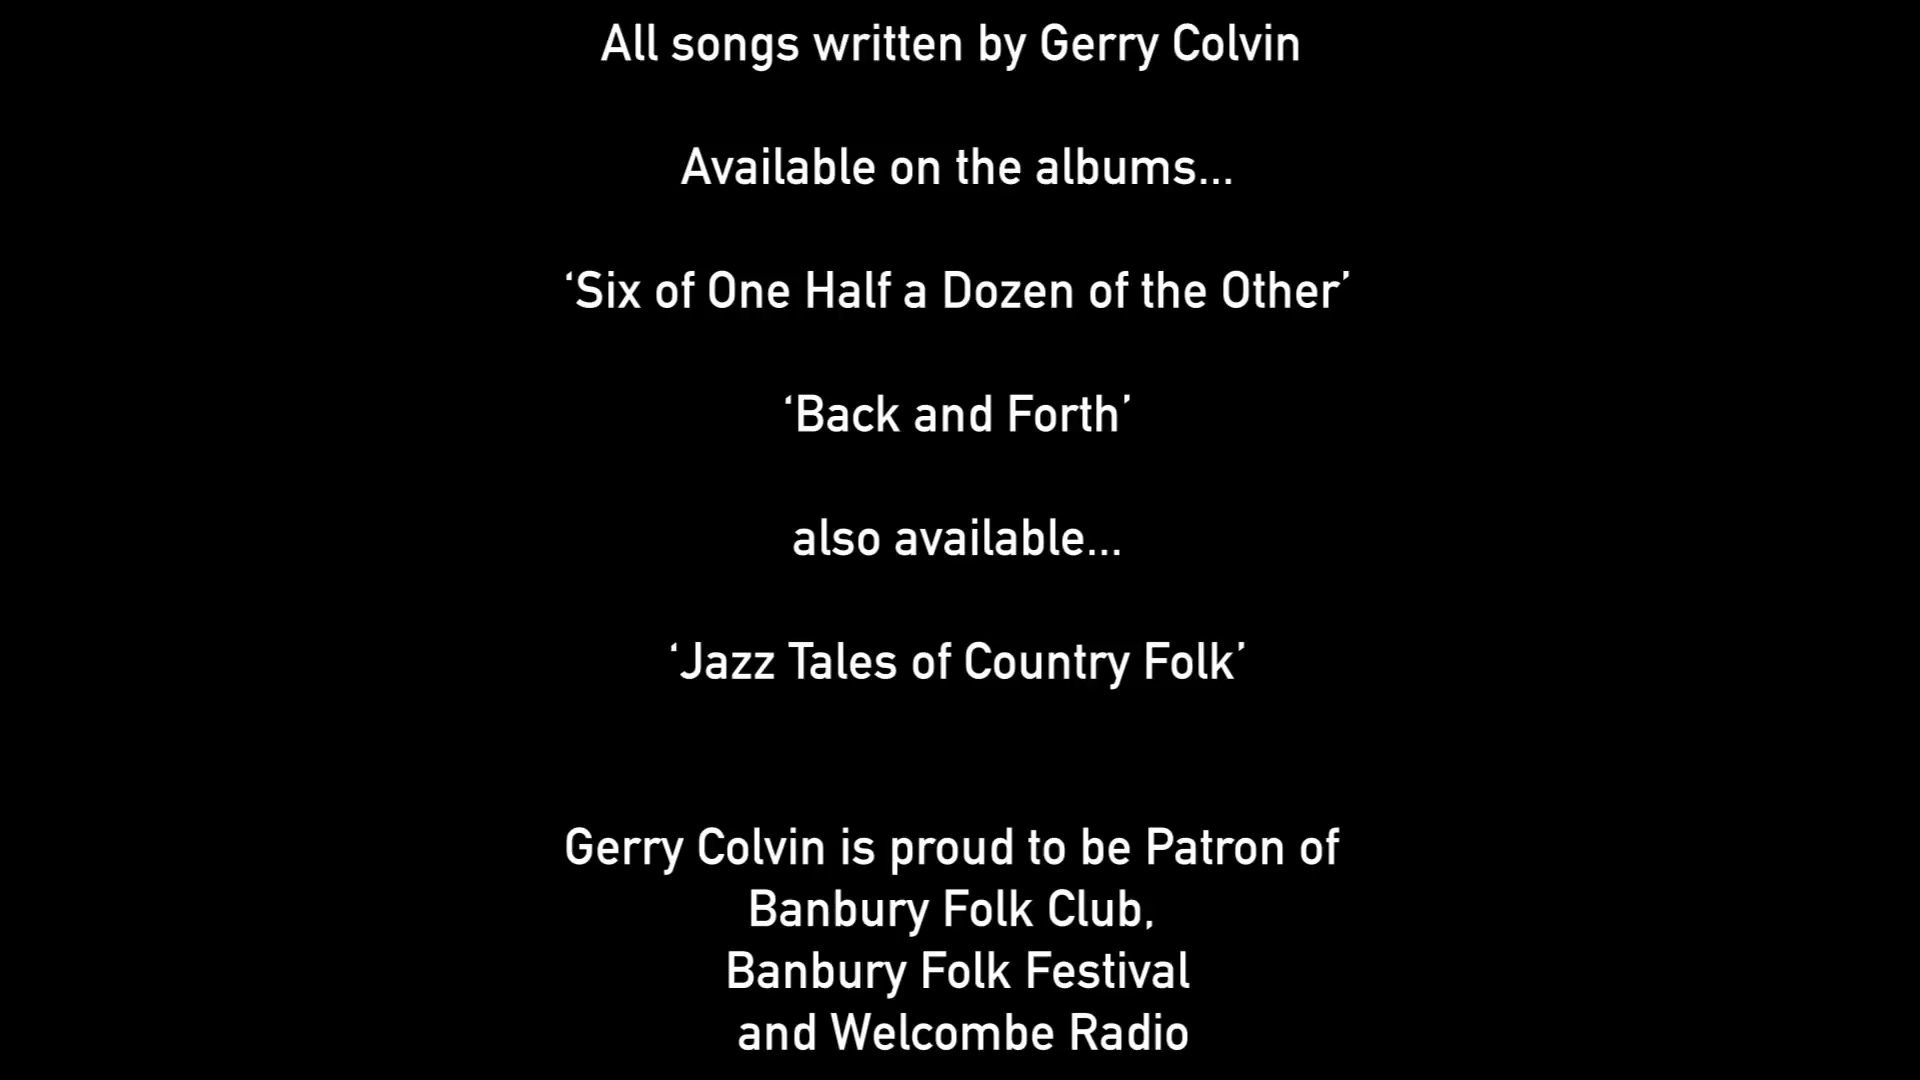 All songs written by Gerry Colvin
Available on the albums...
‘Six of One Half a Dozen of the Other’
‘Back and Forth’
also available...
‘Jazz Tales of Country Folk’
Gerry Colvin is proud to be Patron of
Banbury Folk Club,
Banbury Folk Festival
and Welcombe Radio